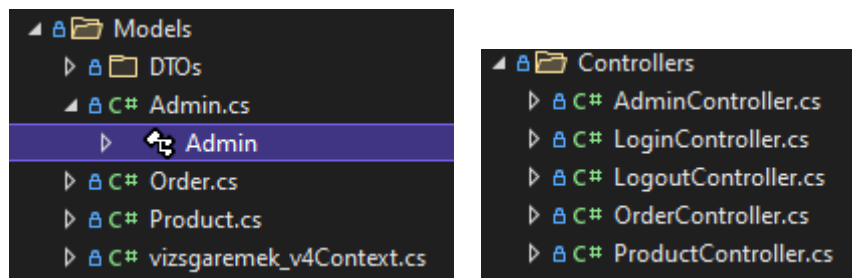 Models
DTOs
C# Admin.cs
Admin
C# Order.cs
C# Product.cs
C# vizsgaremek_v4Context.cs
Controllers
C# AdminController.cs
C# LoginController.cs
C# LogoutController.cs
C# OrderController.cs
C# ProductController.cs